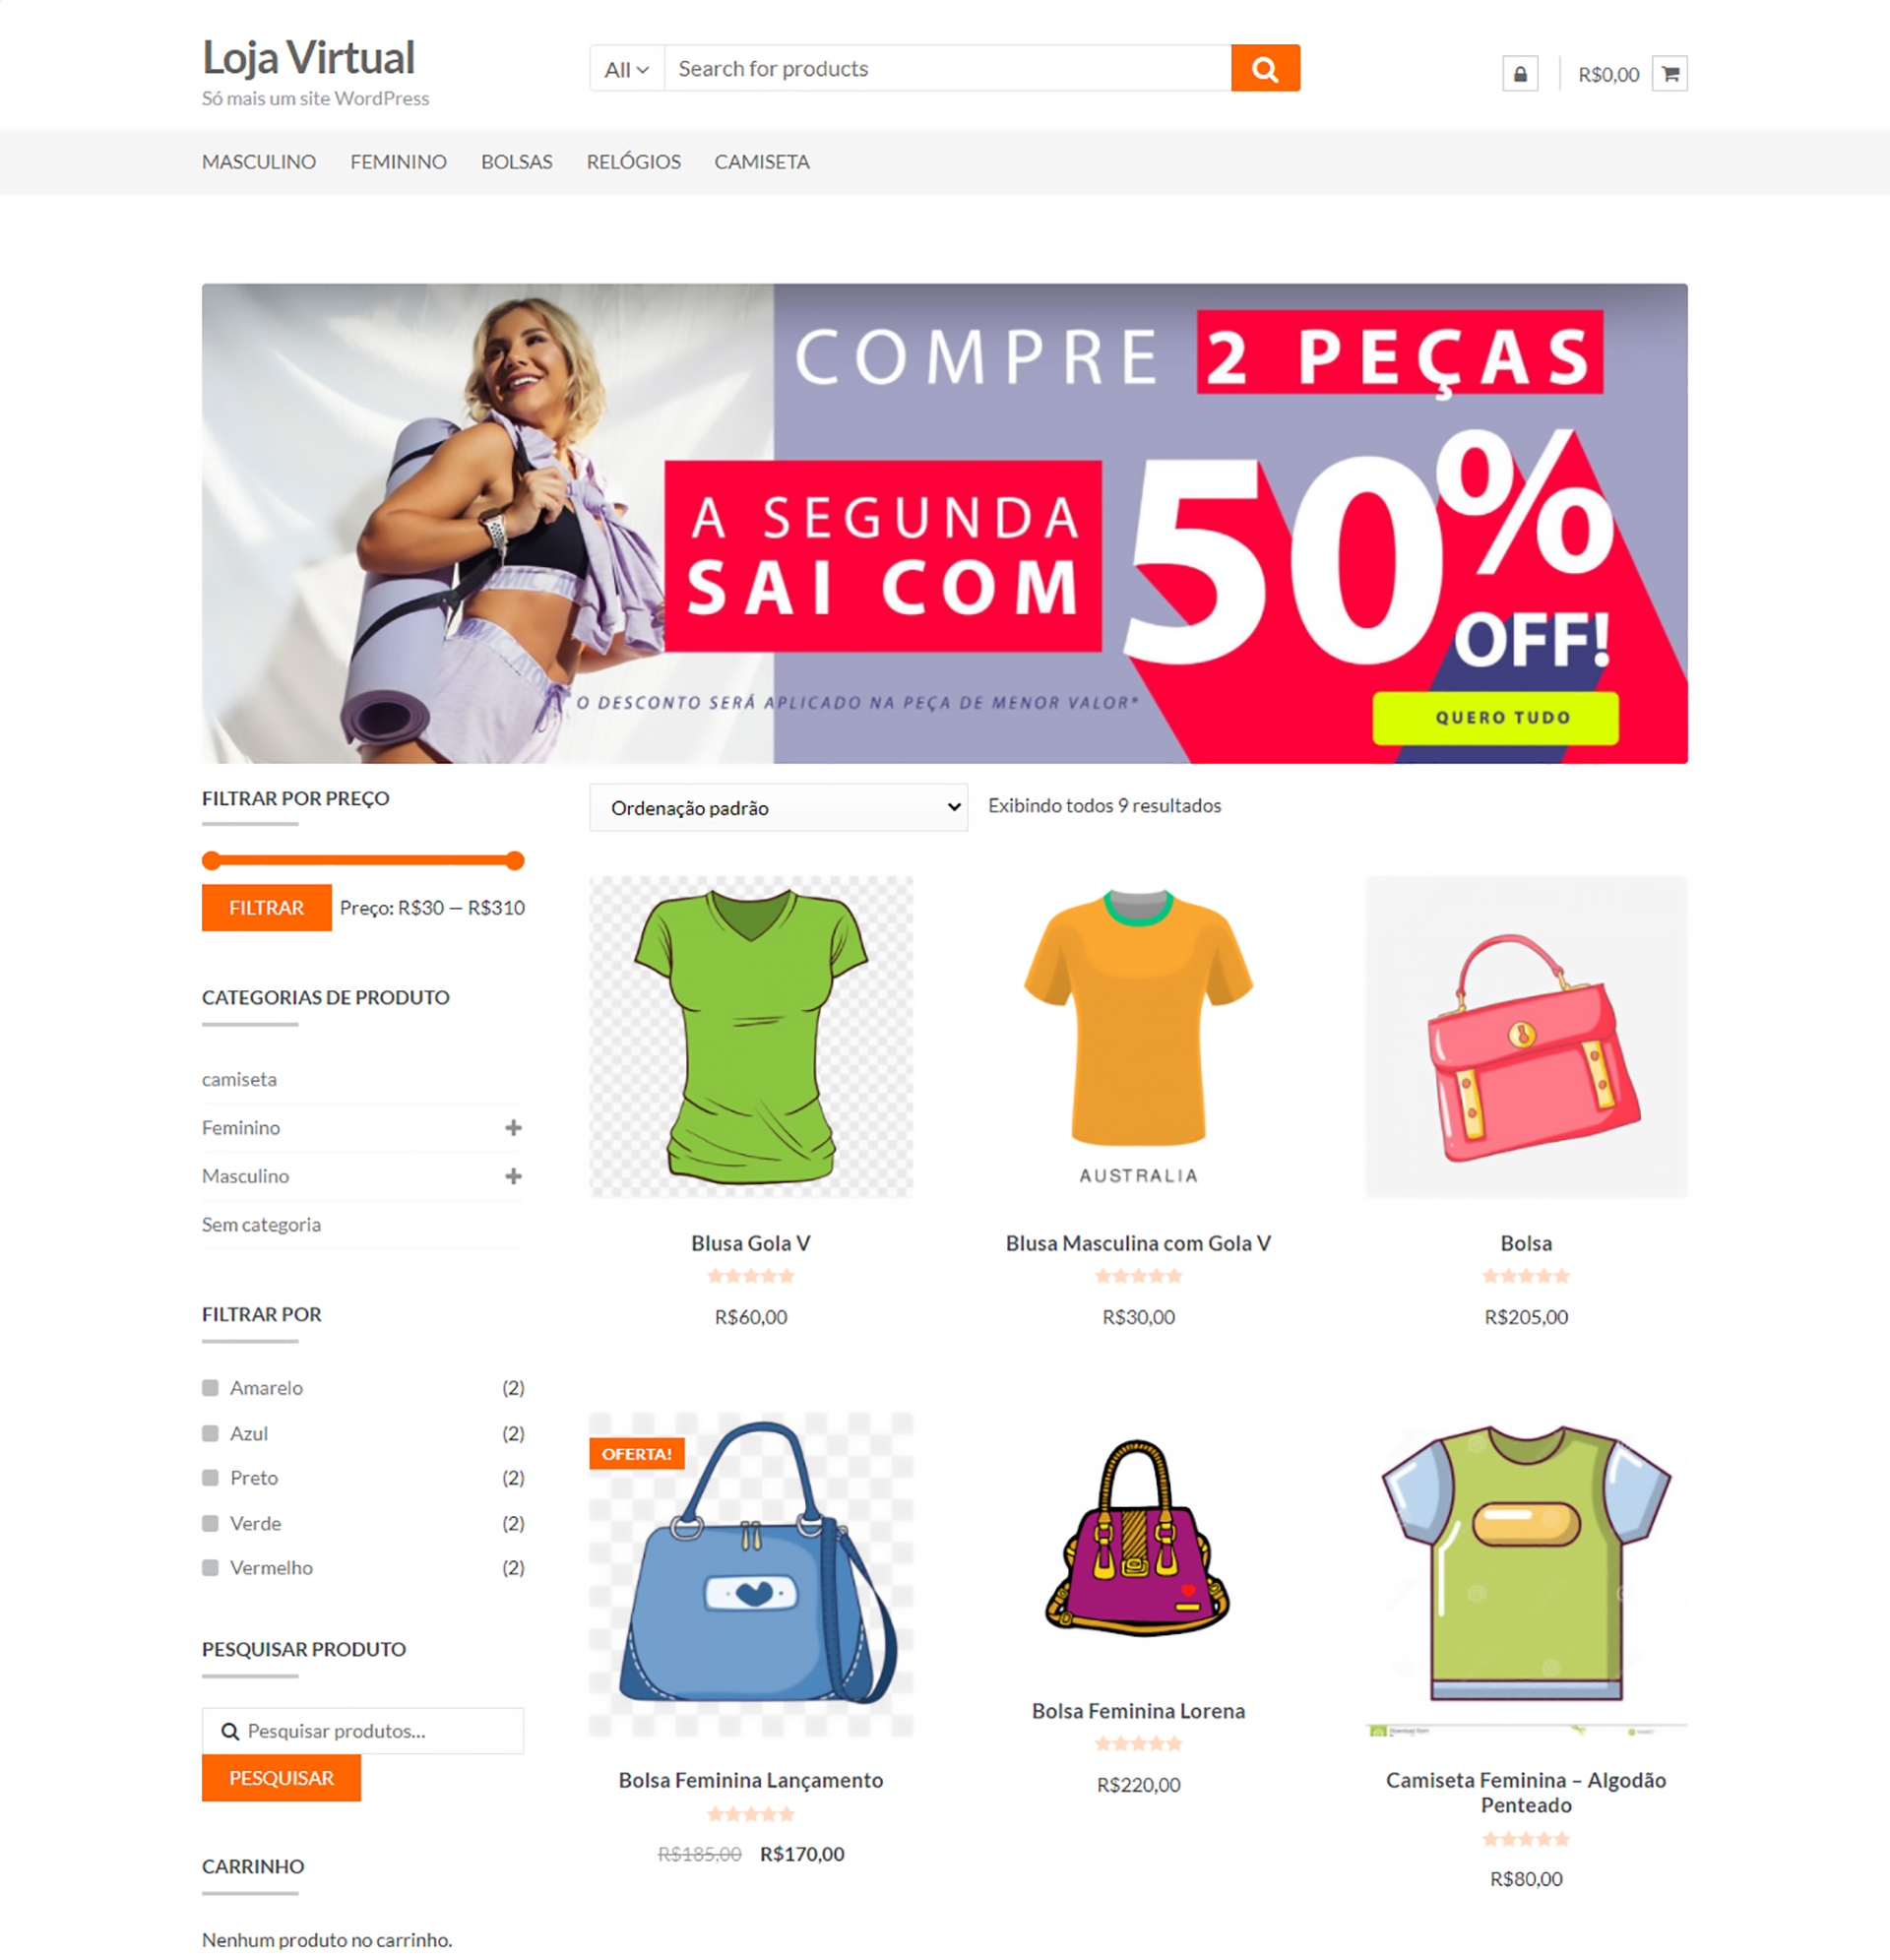 Loja Virtual
Só mais um site WordPress
All
Search for products
R$0,00
MASCULINO
FEMININO
BOLSAS
RELÓGIOS
CAMISETA
COMPRE 2 PEÇAS
A SEGUNDA
SAI COM
50%
OFF!
O DESCONTO SERÁ APLICADO NA PEÇA DE MENOR VALOR*
QUERO TUDO
FILTRAR POR PREÇO
FILTRAR
Preço: R$30 — R$310
CATEGORIAS DE PRODUTO
camiseta
Feminino
Masculino
Sem categoria
FILTRAR POR
Amarelo (2)
Azul (2)
Preto (2)
Verde (2)
Vermelho (2)
PESQUISAR PRODUTO
Pesquisar produtos...
PESQUISAR
CARRINHO
Nenhum produto no carrinho.
Ordenação padrão
Exibindo todos 9 resultados
Blusa Gola V
R$60,00
AUSTRALIA
Blusa Masculina com Gola V
R$30,00
Bolsa
R$205,00
OFERTA!
Bolsa Feminina Lançamento
R$185,00 R$170,00
Bolsa Feminina Lorena
R$220,00
Camiseta Feminina – Algodão
Penteado
R$80,00